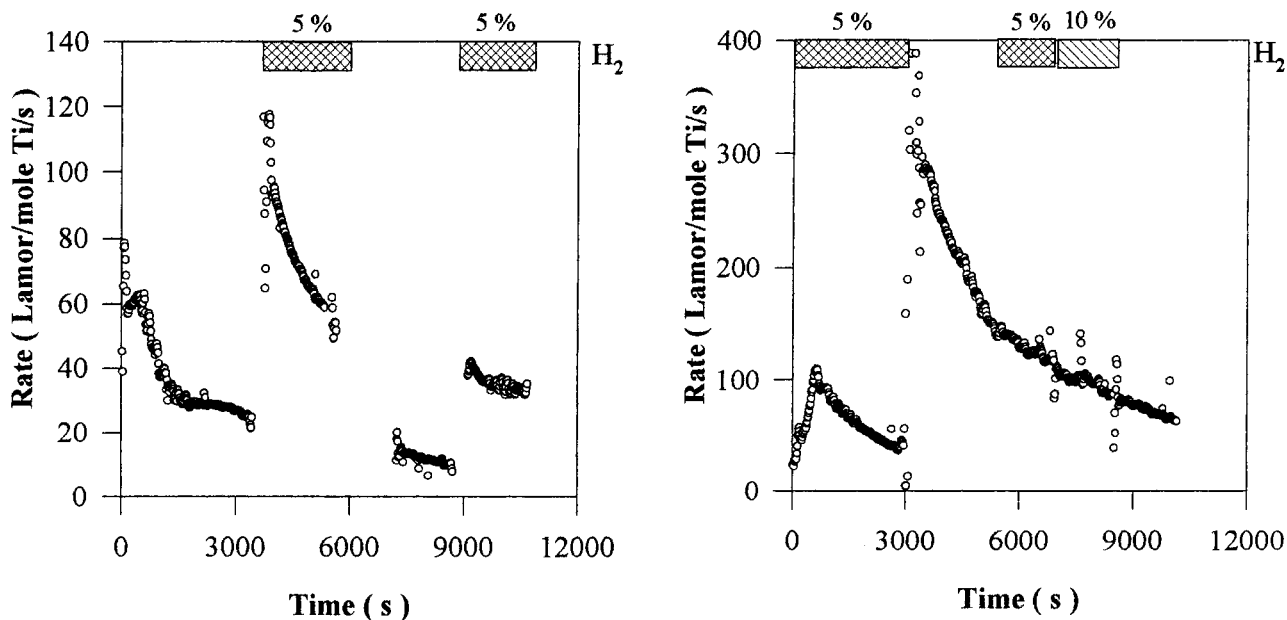 5 % 5 %
H2
140
120
100
80
60
40
20
0
Rate ( Lamor/mole Ti/s )
0 3000 6000 9000 12000
Time ( s )
5 % 5 % 10 %
H2
400
300
200
100
0
Rate ( Lamor/mole Ti/s )
0 3000 6000 9000 12000
Time ( s )